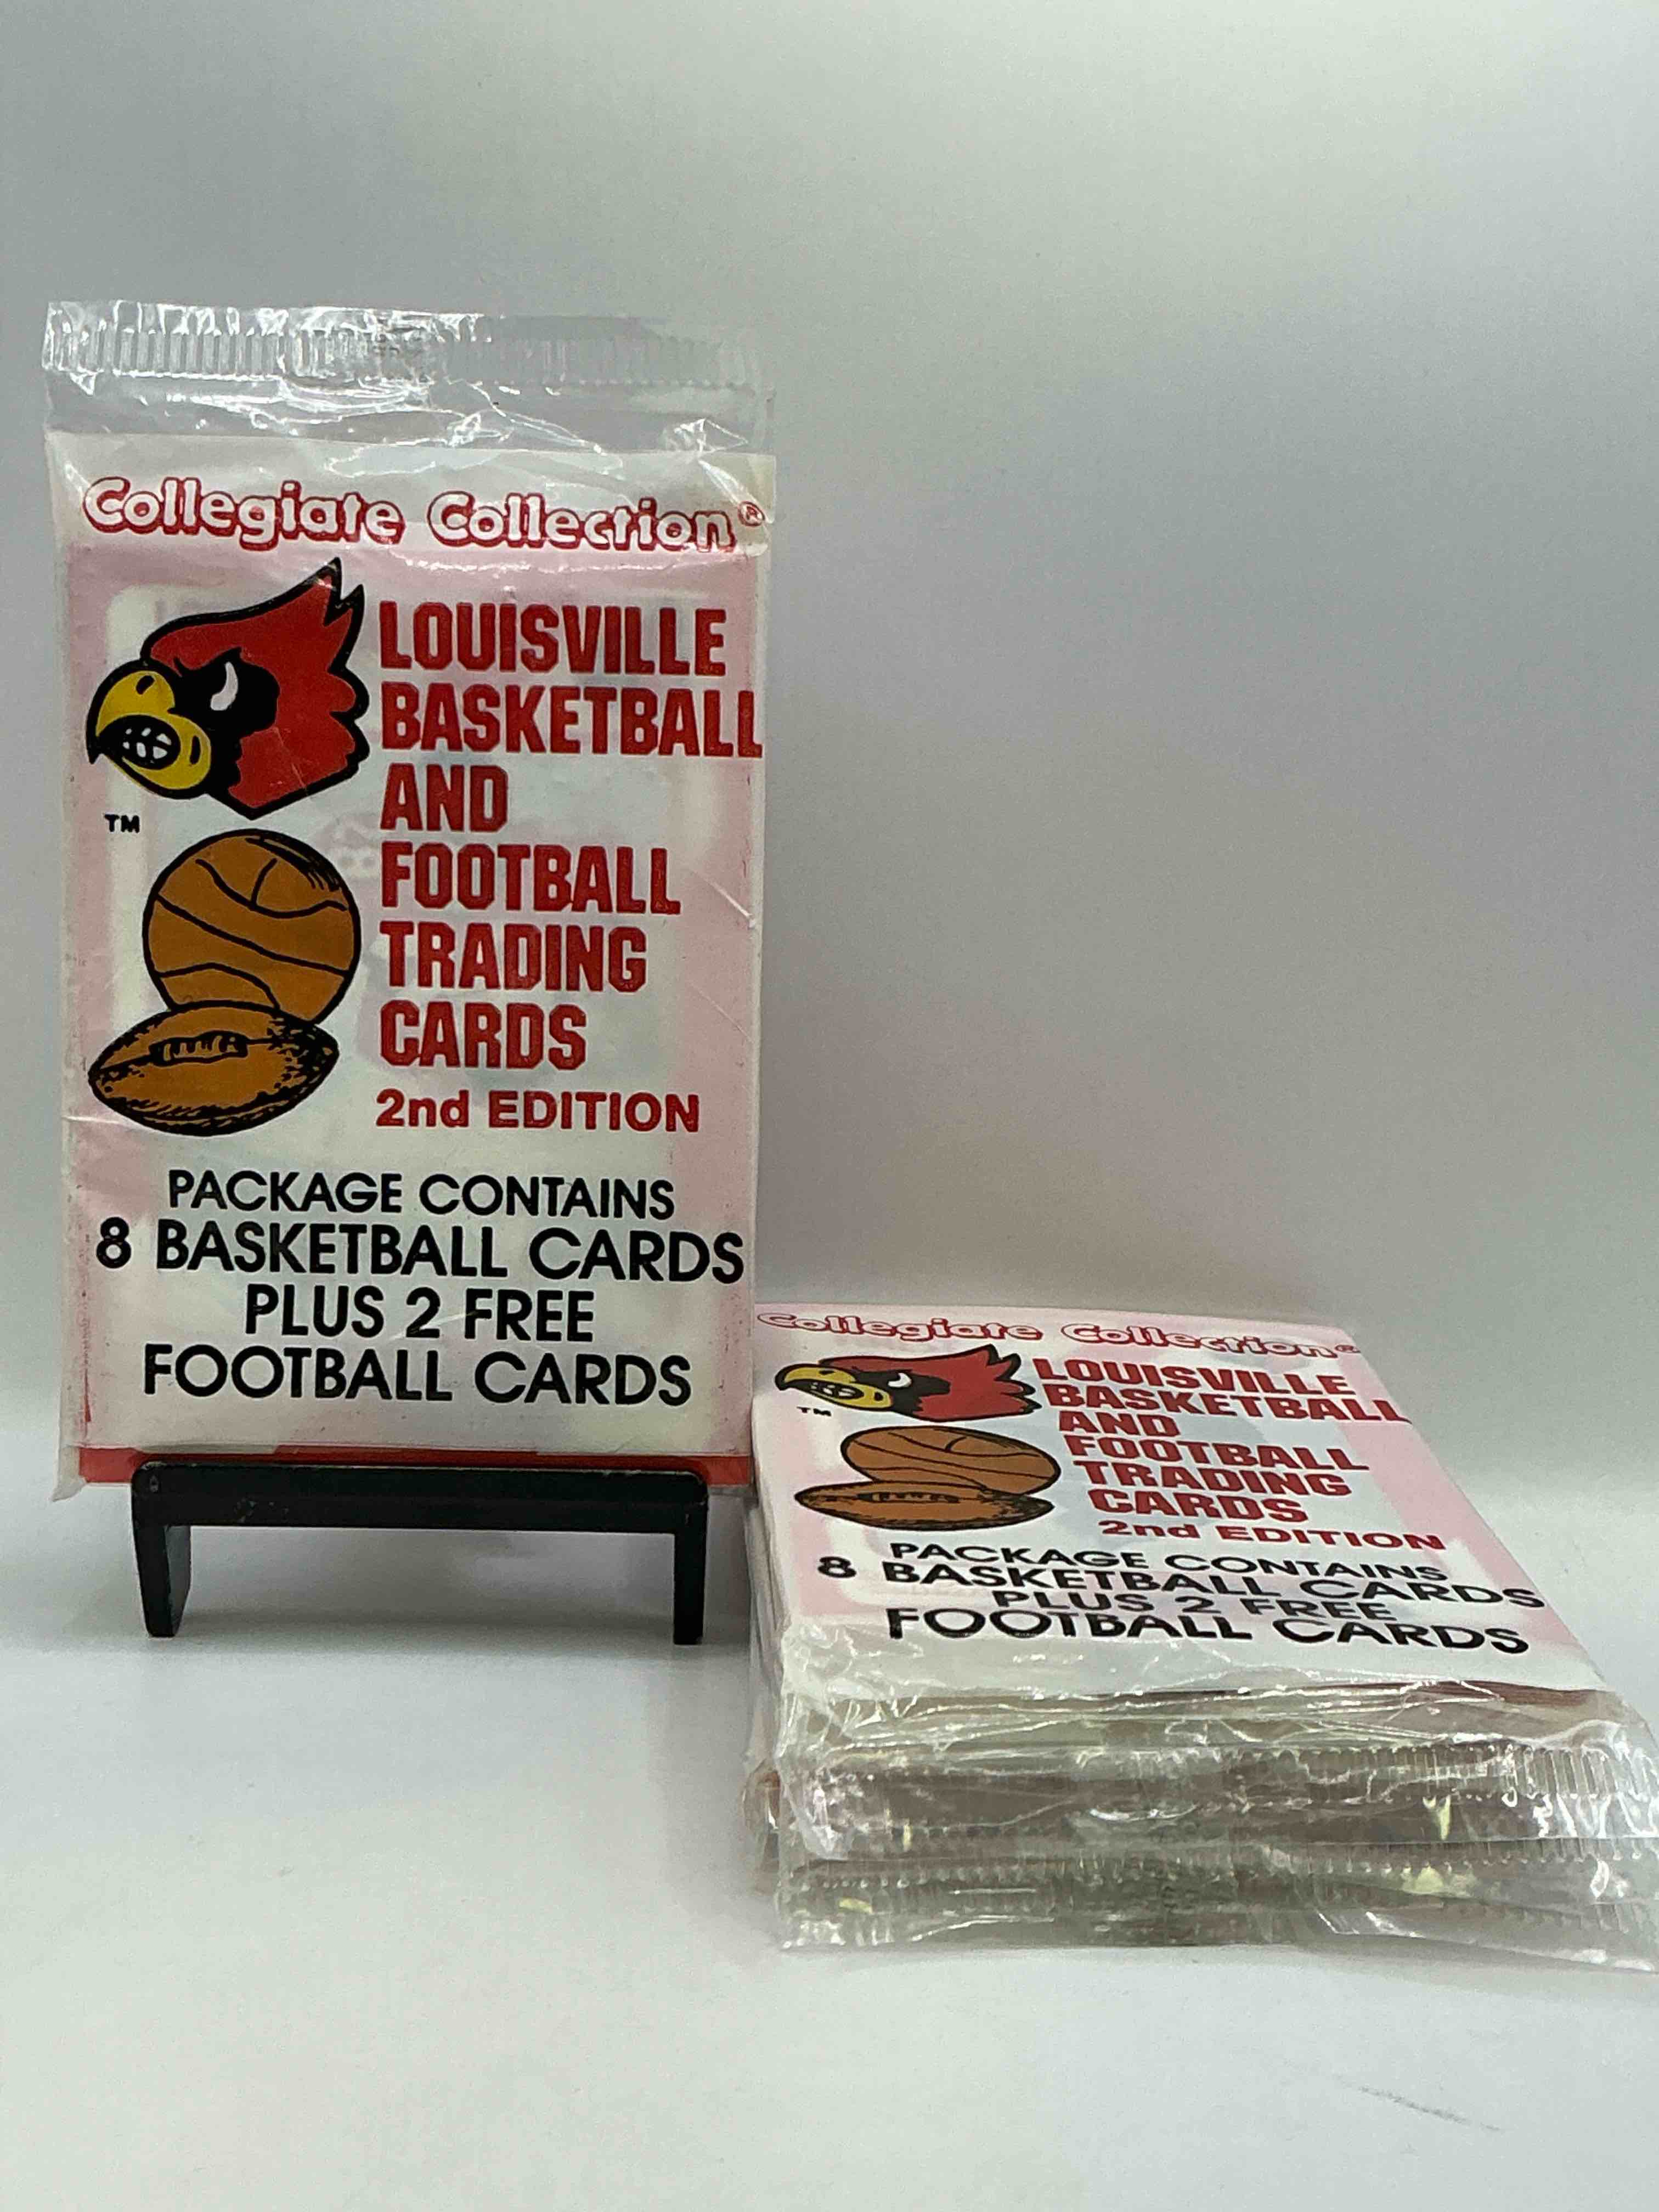 Collegiate Collection®
LOUISVILLE
BASKETBALL
AND
FOOTBALL
TRADING
CARDS
2nd EDITION
TM
PACKAGE CONTAINS
8 BASKETBALL CARDS
PLUS 2 FREE
FOOTBALL CARDS
Collegiate Collection®
LOUISVILLE
BASKETBALL
AND
FOOTBALL
TRADING
CARDS
2nd EDITION
TM
PACKAGE CONTAINS
8 BASKETBALL CARDS
PLUS 2 FREE
FOOTBALL CARDS